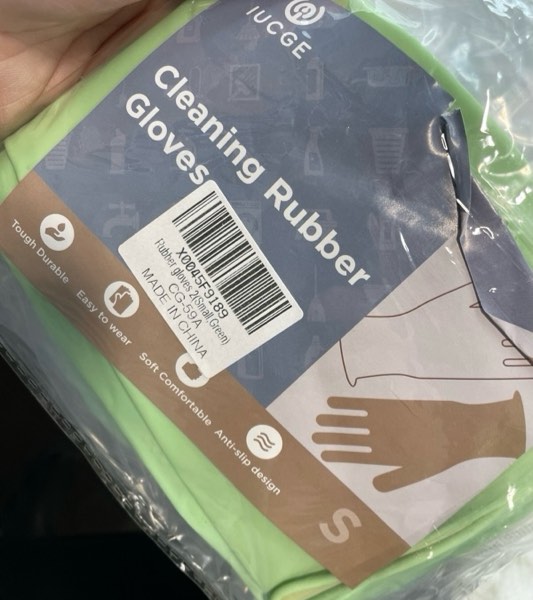 IUCGE
Cleaning Rubber
Gloves
X0045F9189
Rubber gloves 2(Small,Green)
CG-59A
MADE IN CHINA
Tough Durable
Easy to wear
Soft Comfortable
Anti-slip design
S